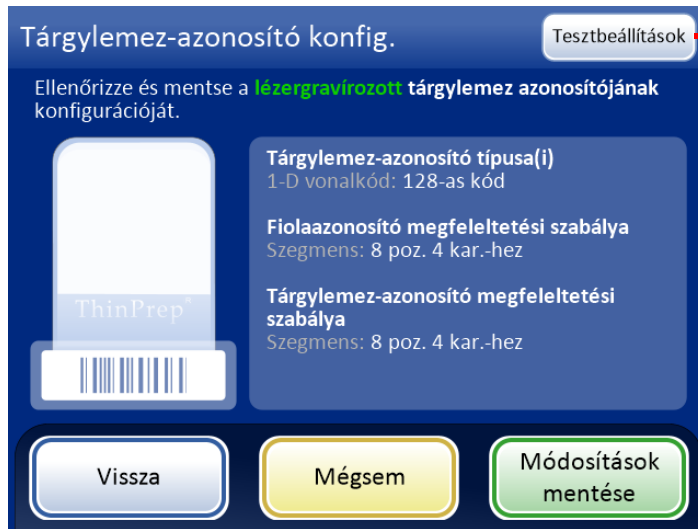 Tárgylemez-azonosító konfig.
Tesztbeállítások
Ellenőrizze és mentse a lézergravírozott tárgylemez azonosítójának
konfigurációját.
ThinPrep®
Tárgylemez-azonosító típusa(i)
1-D vonalkód: 128-as kód
Fiolaazonosító megfeleltetési szabálya
Szegmens: 8 poz. 4 kar.-hez
Tárgylemez-azonosító megfeleltetési
szabálya
Szegmens: 8 poz. 4 kar.-hez
Vissza
Mégsem
Módosítások
mentése